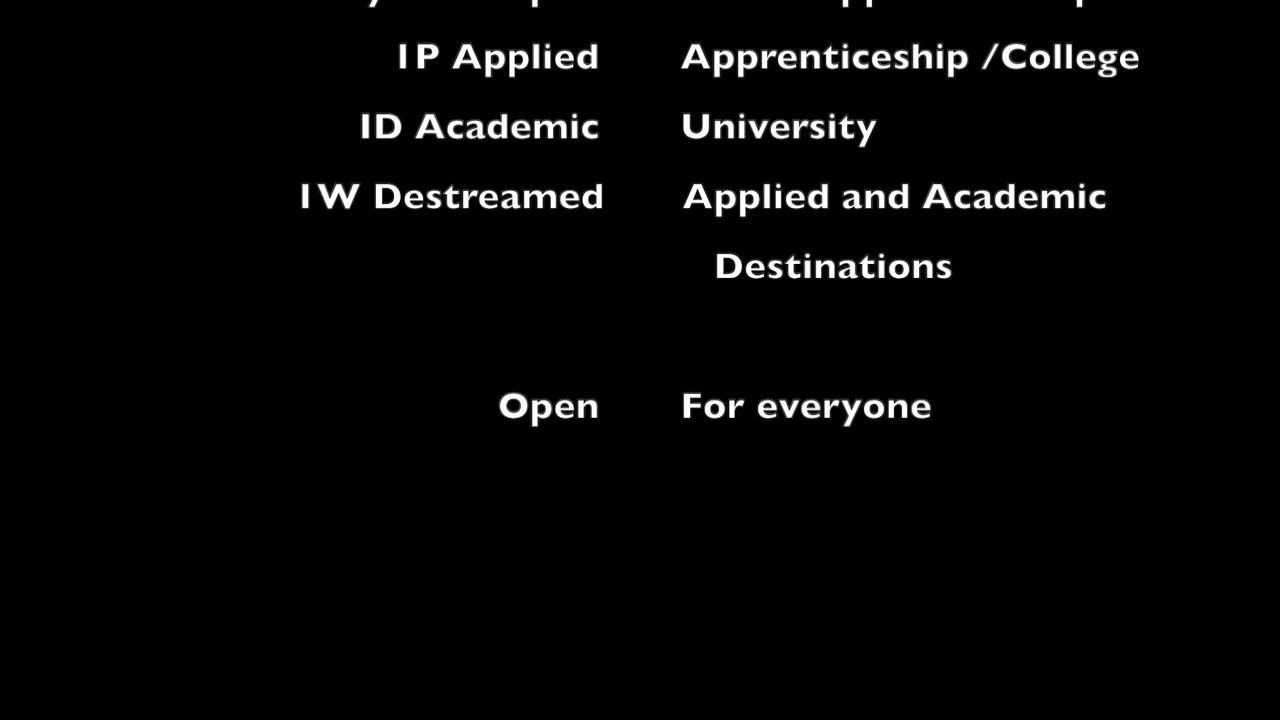 1P Applied Apprenticeship /College
1D Academic University
1W Destreamed Applied and Academic
Destinations
Open For everyone